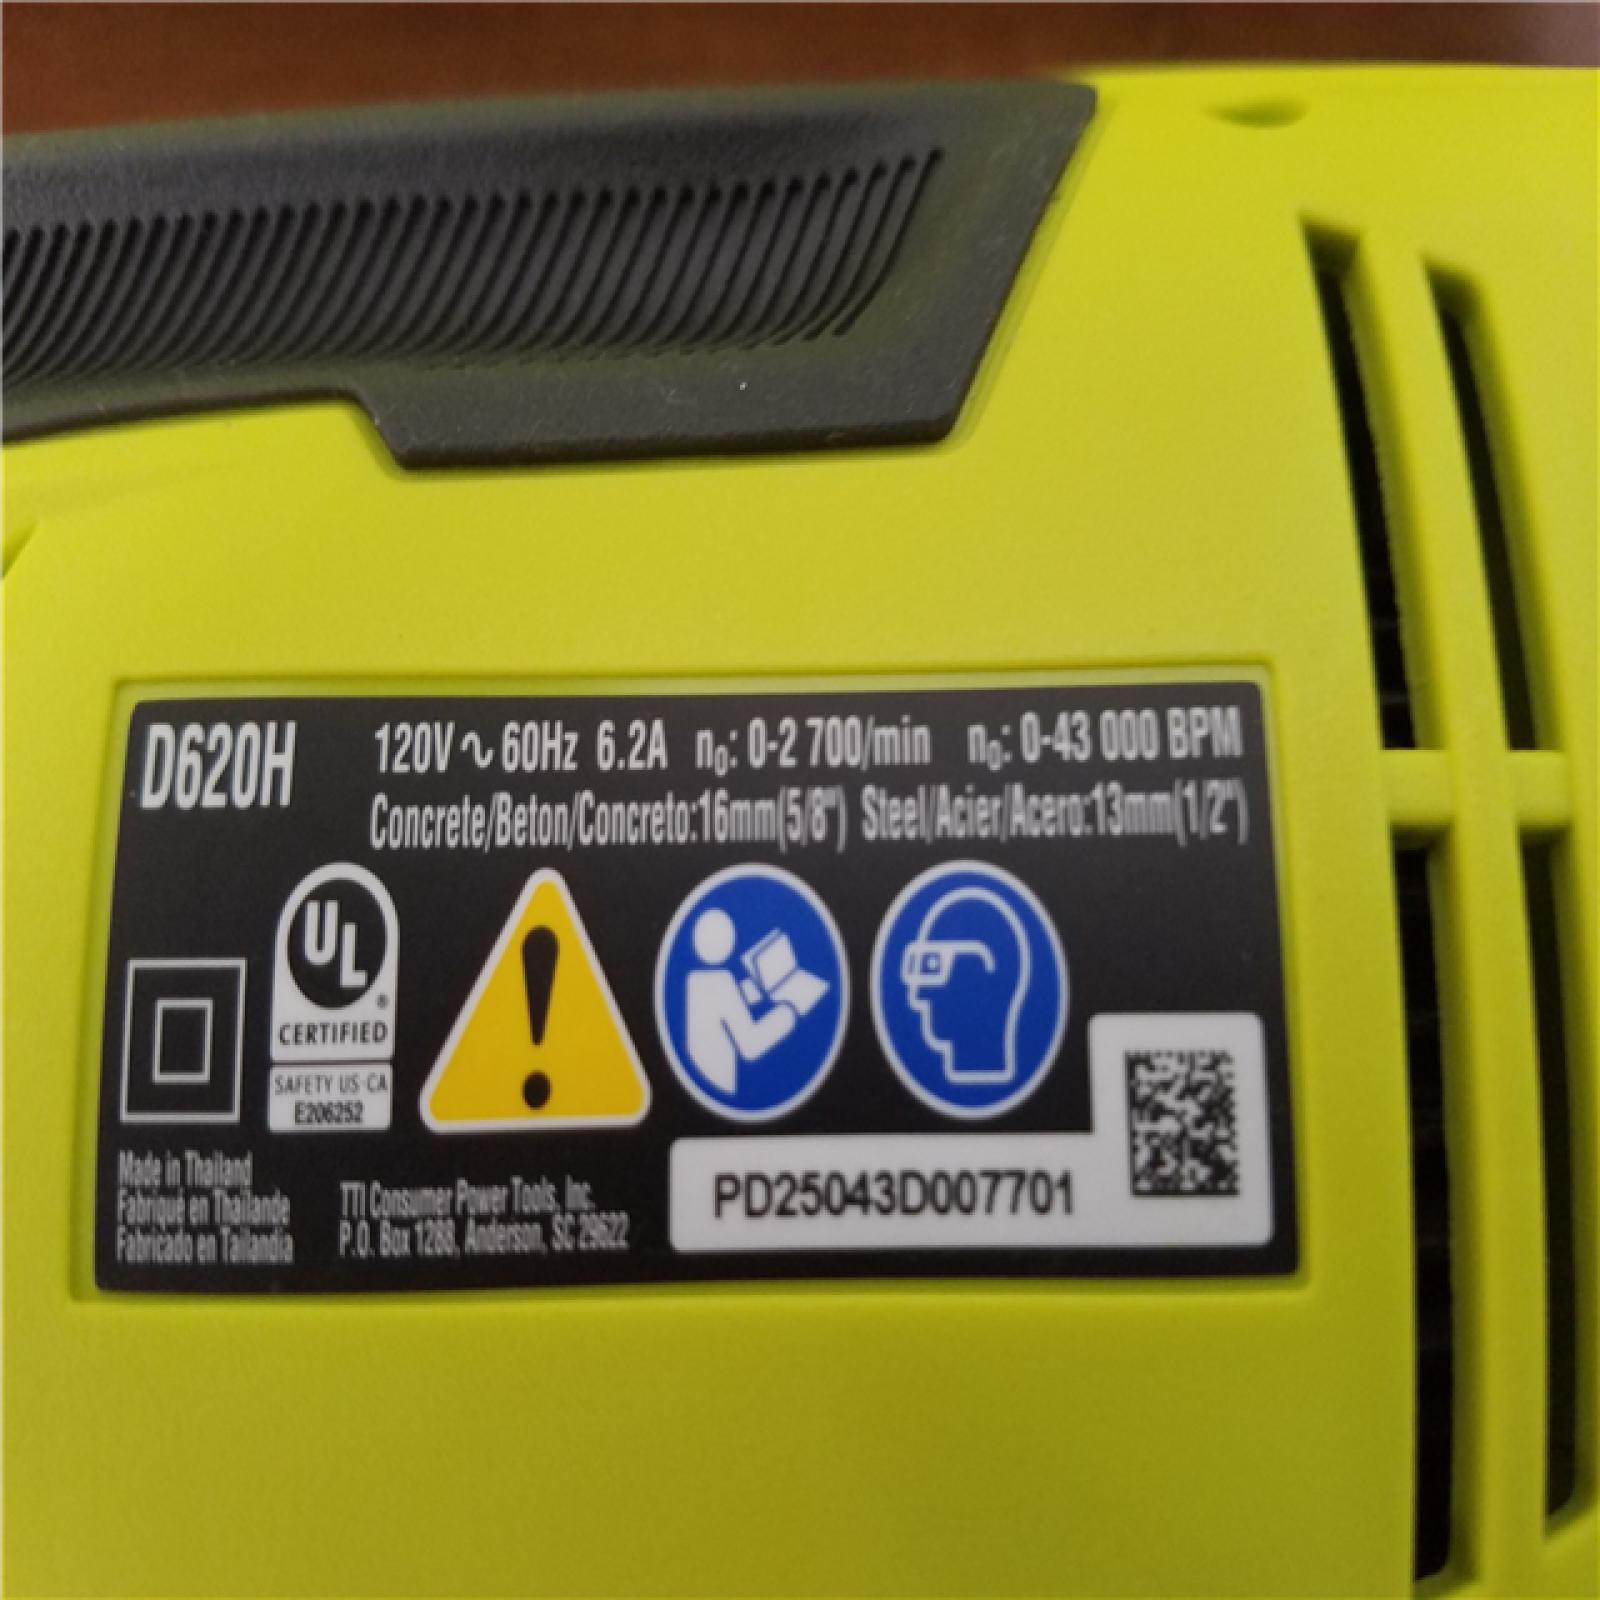 D620H
120V ~ 60Hz 6.2A n₀: 0-2 700/min n₀: 0-43 000 BPM
Concrete/Beton/Concreto:16mm(5/8") Steel/Acier/Acero:13mm(1/2")
UL®
CERTIFIED
SAFETY US-CA
E206252
Made in Thailand
Fabriqué en Thaïlande
Fabricado en Tailandia
TTI Consumer Power Tools, Inc.
P.O. Box 1288, Anderson, SC 29622
PD25043D007701